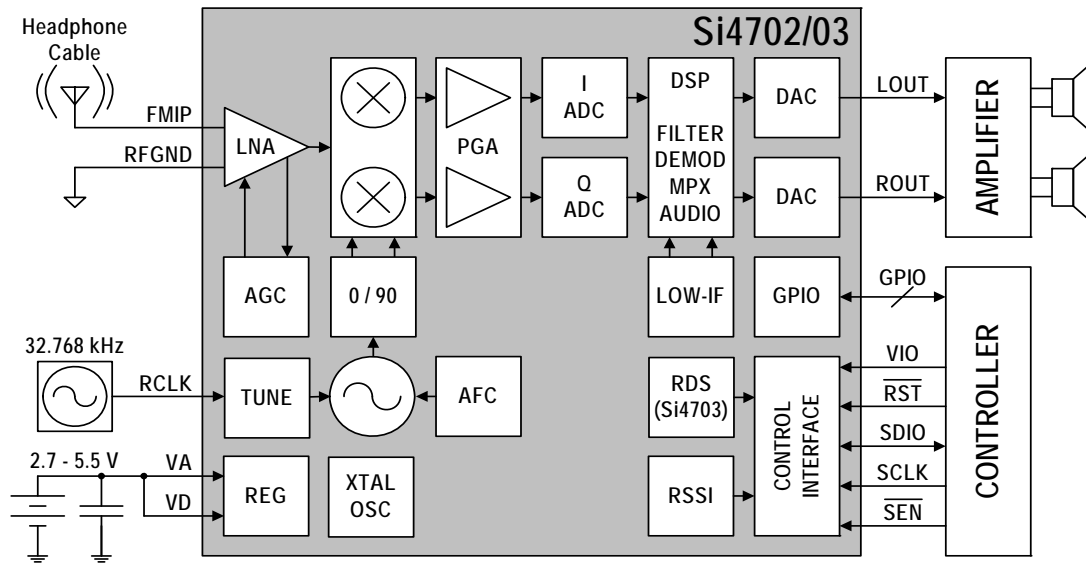 Si4702/03
Headphone
Cable
FMIP
RFGND
LNA
PGA
I
ADC
Q
ADC
DSP
FILTER
DEMOD
MPX
AUDIO
DAC
DAC
LOUT
ROUT
AMPLIFIER
AGC
0 / 90
LOW-IF
GPIO
GPIO
32.768 kHz
RCLK
TUNE
AFC
RDS
(Si4703)
CONTROL
INTERFACE
VIO
RST
SDIO
SCLK
SEN
CONTROLLER
2.7 - 5.5 V
VA
VD
REG
XTAL
OSC
RSSI